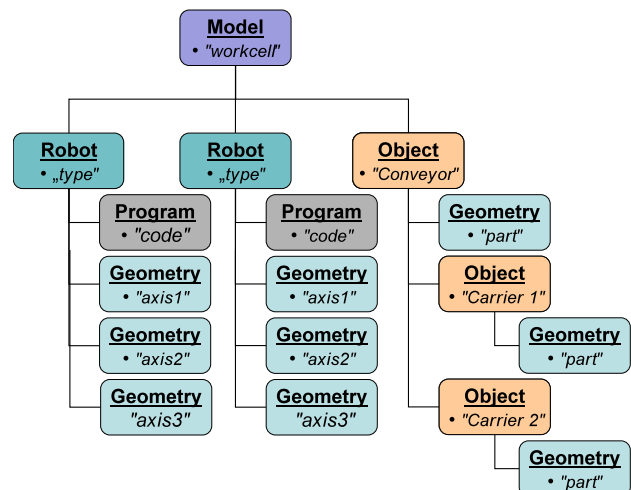 Model
• "workcell"
Robot
• „type"
Program
• "code"
Geometry
• "axis1"
Geometry
• "axis2"
Geometry
"axis3"
Robot
• „type"
Program
• "code"
Geometry
• "axis1"
Geometry
• "axis2"
Geometry
"axis3"
Object
• "Conveyor"
Geometry
• "part"
Object
• "Carrier 1"
Geometry
• "part"
Object
• "Carrier 2"
Geometry
• "part"